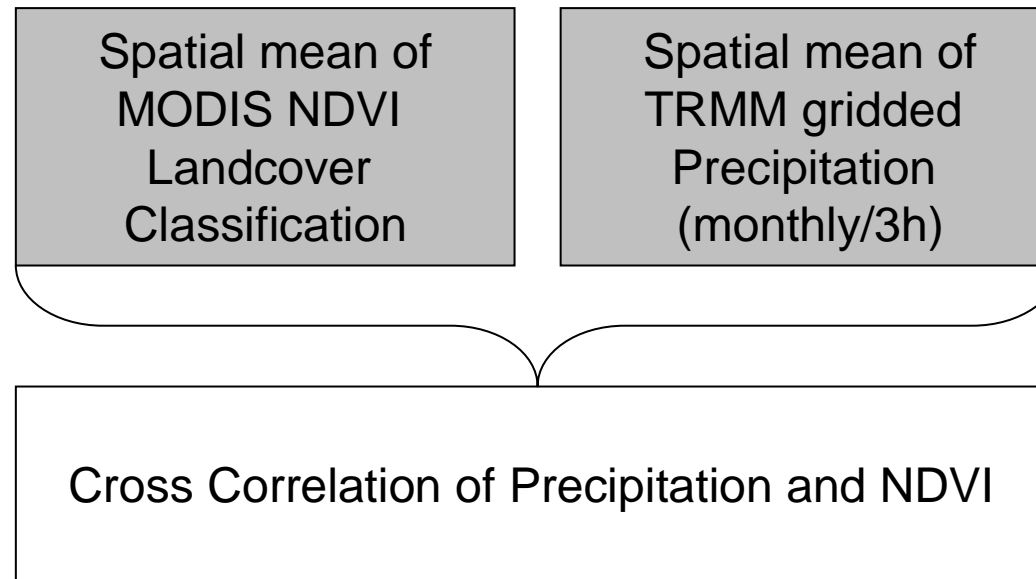 Spatial mean of
MODIS NDVI
Landcover
Classification
Spatial mean of
TRMM gridded
Precipitation
(monthly/3h)
Cross Correlation of Precipitation and NDVI